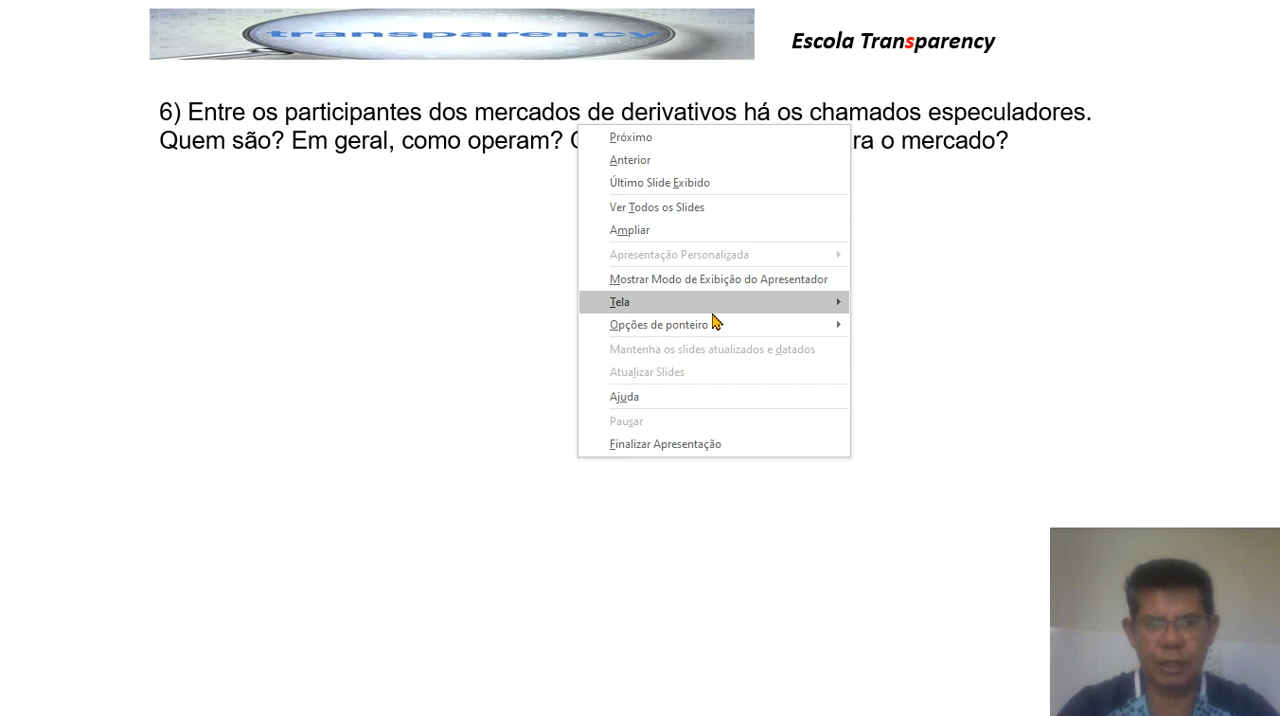 transparency
Escola Transparency
6) Entre os participantes dos mercados de derivativos há os chamados especuladores.
Quem são? Em geral, como operam? ra o mercado?
Próximo
Anterior
Último Slide Exibido
Ver Todos os Slides
Ampliar
Apresentação Personalizada
Mostrar Modo de Exibição do Apresentador
Tela
Opções de ponteiro
Mantenha os slides atualizados e datados
Atualizar Slides
Ajuda
Pausar
Finalizar Apresentação